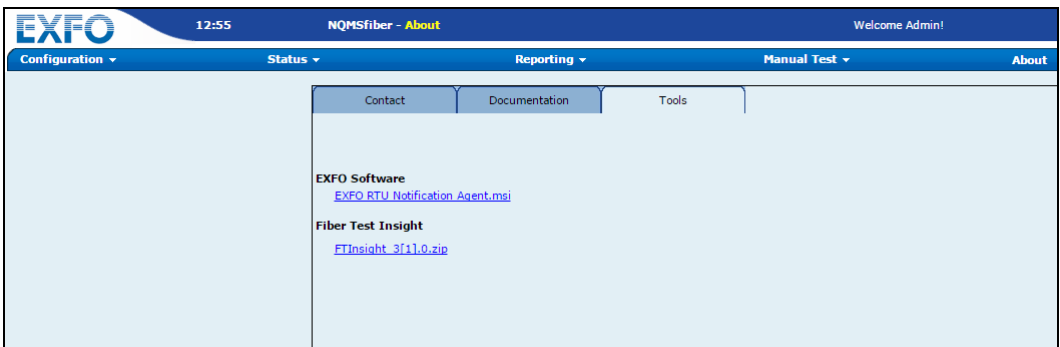 EXFO 12:55 NQMSfiber - About Welcome Admin!
Configuration Status Reporting Manual Test About
Contact Documentation Tools
EXFO Software
EXFO RTU Notification Agent.msi
Fiber Test Insight
FTInsight_3[1].0.zip